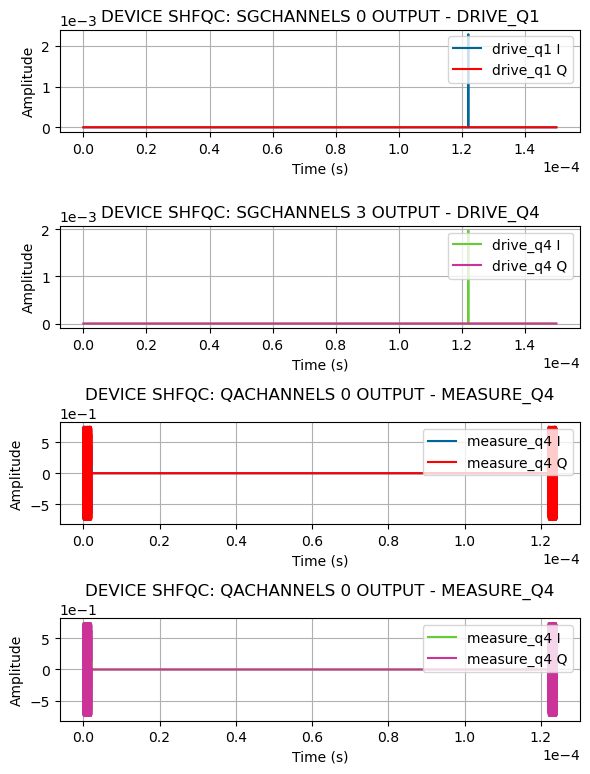 DEVICE SHFQC: SGCHANNELS 0 OUTPUT - DRIVE_Q1
1e−3
2
1
0
Amplitude
drive_q1 I
drive_q1 Q
0.0 0.2 0.4 0.6 0.8 1.0 1.2 1.4
1e−4
Time (s)
DEVICE SHFQC: SGCHANNELS 3 OUTPUT - DRIVE_Q4
1e−3
2
1
0
Amplitude
drive_q4 I
drive_q4 Q
0.0 0.2 0.4 0.6 0.8 1.0 1.2 1.4
1e−4
Time (s)
DEVICE SHFQC: QACHANNELS 0 OUTPUT - MEASURE_Q4
1e−1
5
0
−5
Amplitude
measure_q4 I
measure_q4 Q
0.0 0.2 0.4 0.6 0.8 1.0 1.2
1e−4
Time (s)
DEVICE SHFQC: QACHANNELS 0 OUTPUT - MEASURE_Q4
1e−1
5
0
−5
Amplitude
measure_q4 I
measure_q4 Q
0.0 0.2 0.4 0.6 0.8 1.0 1.2
1e−4
Time (s)